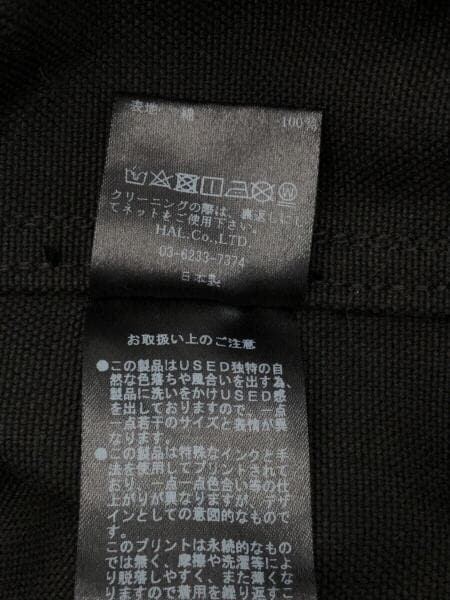 表地 綿 100%
クリーニングの際は、裏返しにし
てネットをご使用下さい。
HAL.Co.,LTD.
03-6233-7374
日本製
お取扱い上のご注意
●この製品はUSED独特の自
然な色落ちや風合いを出す為、
製品に洗いをかけUSED感
を出しておりますので、一点
一点若干のサイズと表情が異
なります。
●この製品は特殊なインクと手
法を使用してプリントされて
おり、一点一点色合い等の仕
上がりが異なりますが、デザ
インとしての意図的なもので
す。
このプリントは永続的なもの
では無く、摩擦や洗濯等によ
り脱落しやすく、また薄くな
りますので着用を繰り返すこ